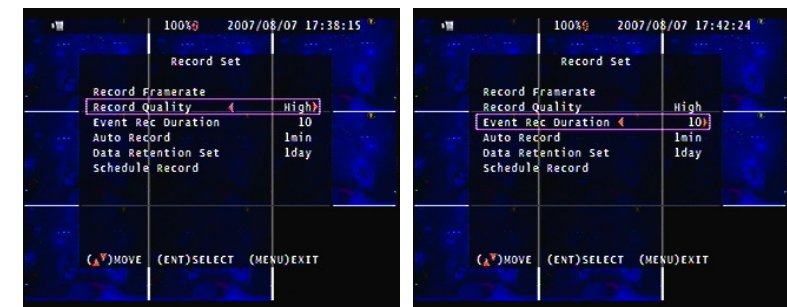 100% 2007/08/07 17:38:15
Record Set
Record Framerate
Record Quality High
Event Rec Duration 10
Auto Record 1min
Data Retention Set 1day
Schedule Record
()MOVE (ENT)SELECT (MENU)EXIT
100% 2007/08/07 17:42:24
Record Set
Record Framerate
Record Quality High
Event Rec Duration 10
Auto Record 1min
Data Retention Set 1day
Schedule Record
()MOVE (ENT)SELECT (MENU)EXIT